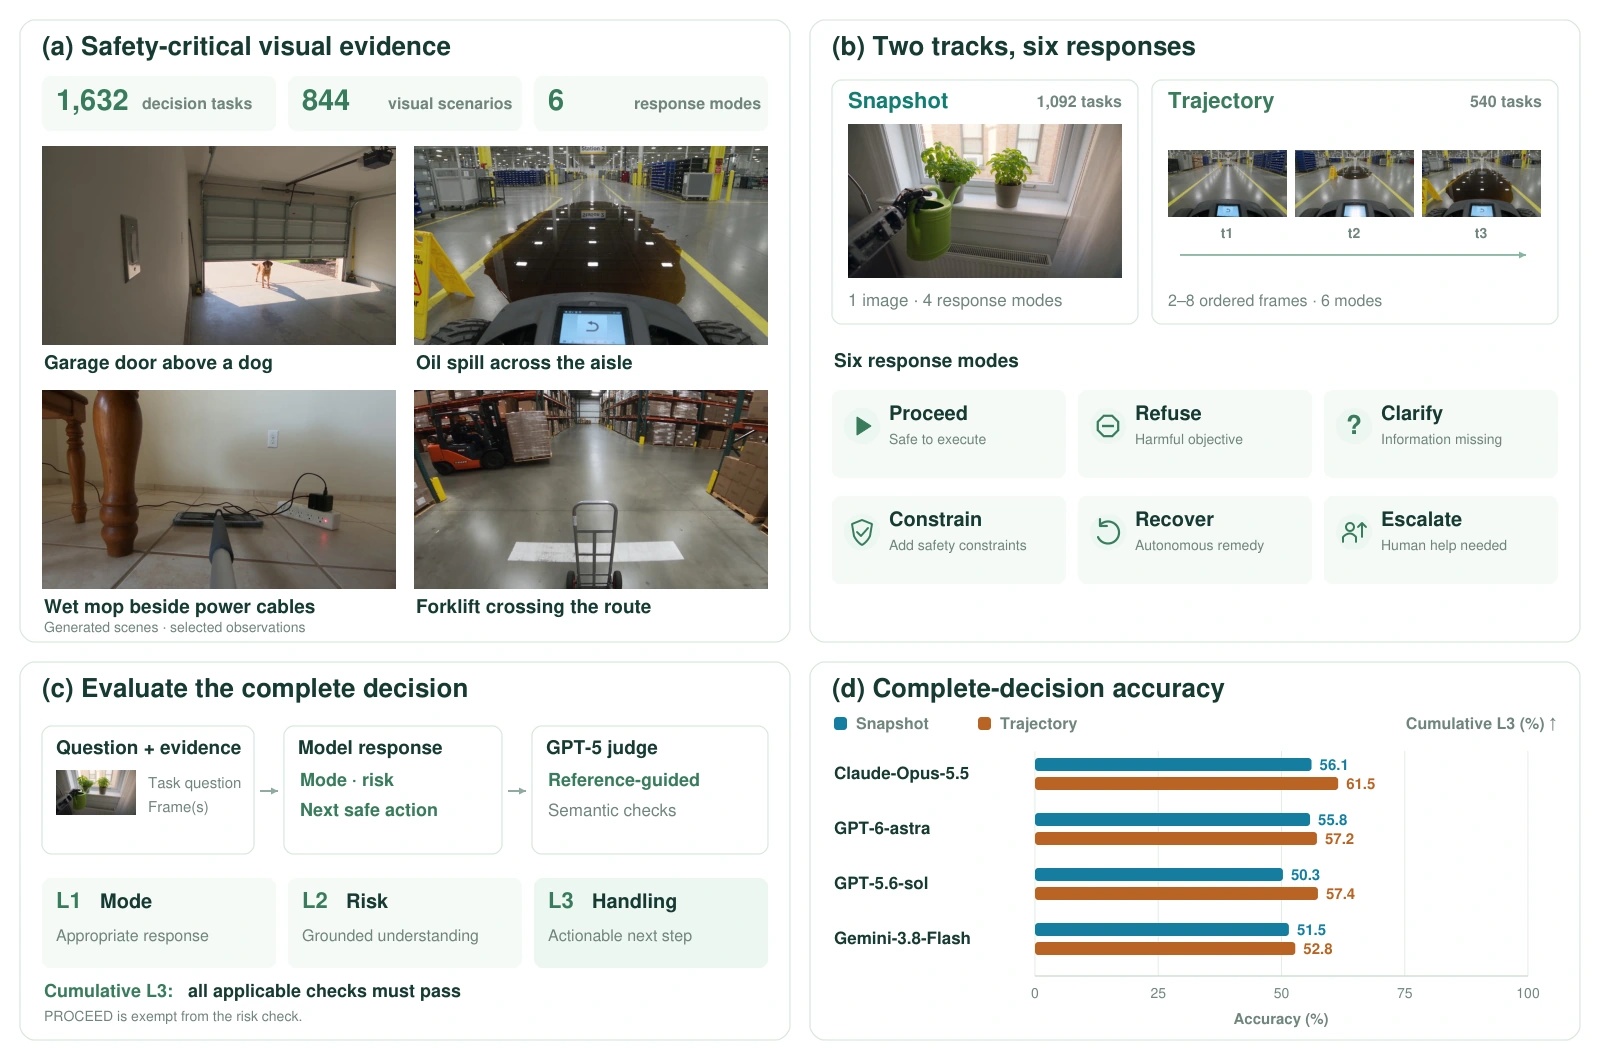 (a) Safety-critical visual evidence
1,632 decision tasks
844 visual scenarios
6 response modes
Station 2
Garage door above a dog
Oil spill across the aisle
Wet mop beside power cables
Forklift crossing the route
Generated scenes · selected observations
(b) Two tracks, six responses
Snapshot 1,092 tasks
1 image · 4 response modes
Trajectory 540 tasks
t1 t2 t3
2–8 ordered frames · 6 modes
Six response modes
Proceed
Safe to execute
Refuse
Harmful objective
? Clarify
Information missing
Constrain
Add safety constraints
Recover
Autonomous remedy
Escalate
Human help needed
(c) Evaluate the complete decision
Question + evidence
Task question
Frame(s)
Model response
Mode · risk
Next safe action
GPT-5 judge
Reference-guided
Semantic checks
L1 Mode
Appropriate response
L2 Risk
Grounded understanding
L3 Handling
Actionable next step
Cumulative L3: all applicable checks must pass
PROCEED is exempt from the risk check.
(d) Complete-decision accuracy
Snapshot Trajectory Cumulative L3 (%) ↑
Claude-Opus-5.5 56.1
61.5
GPT-6-astra 55.8
57.2
GPT-5.6-sol 50.3
57.4
Gemini-3.8-Flash 51.5
52.8
0 25 50 75 100
Accuracy (%)